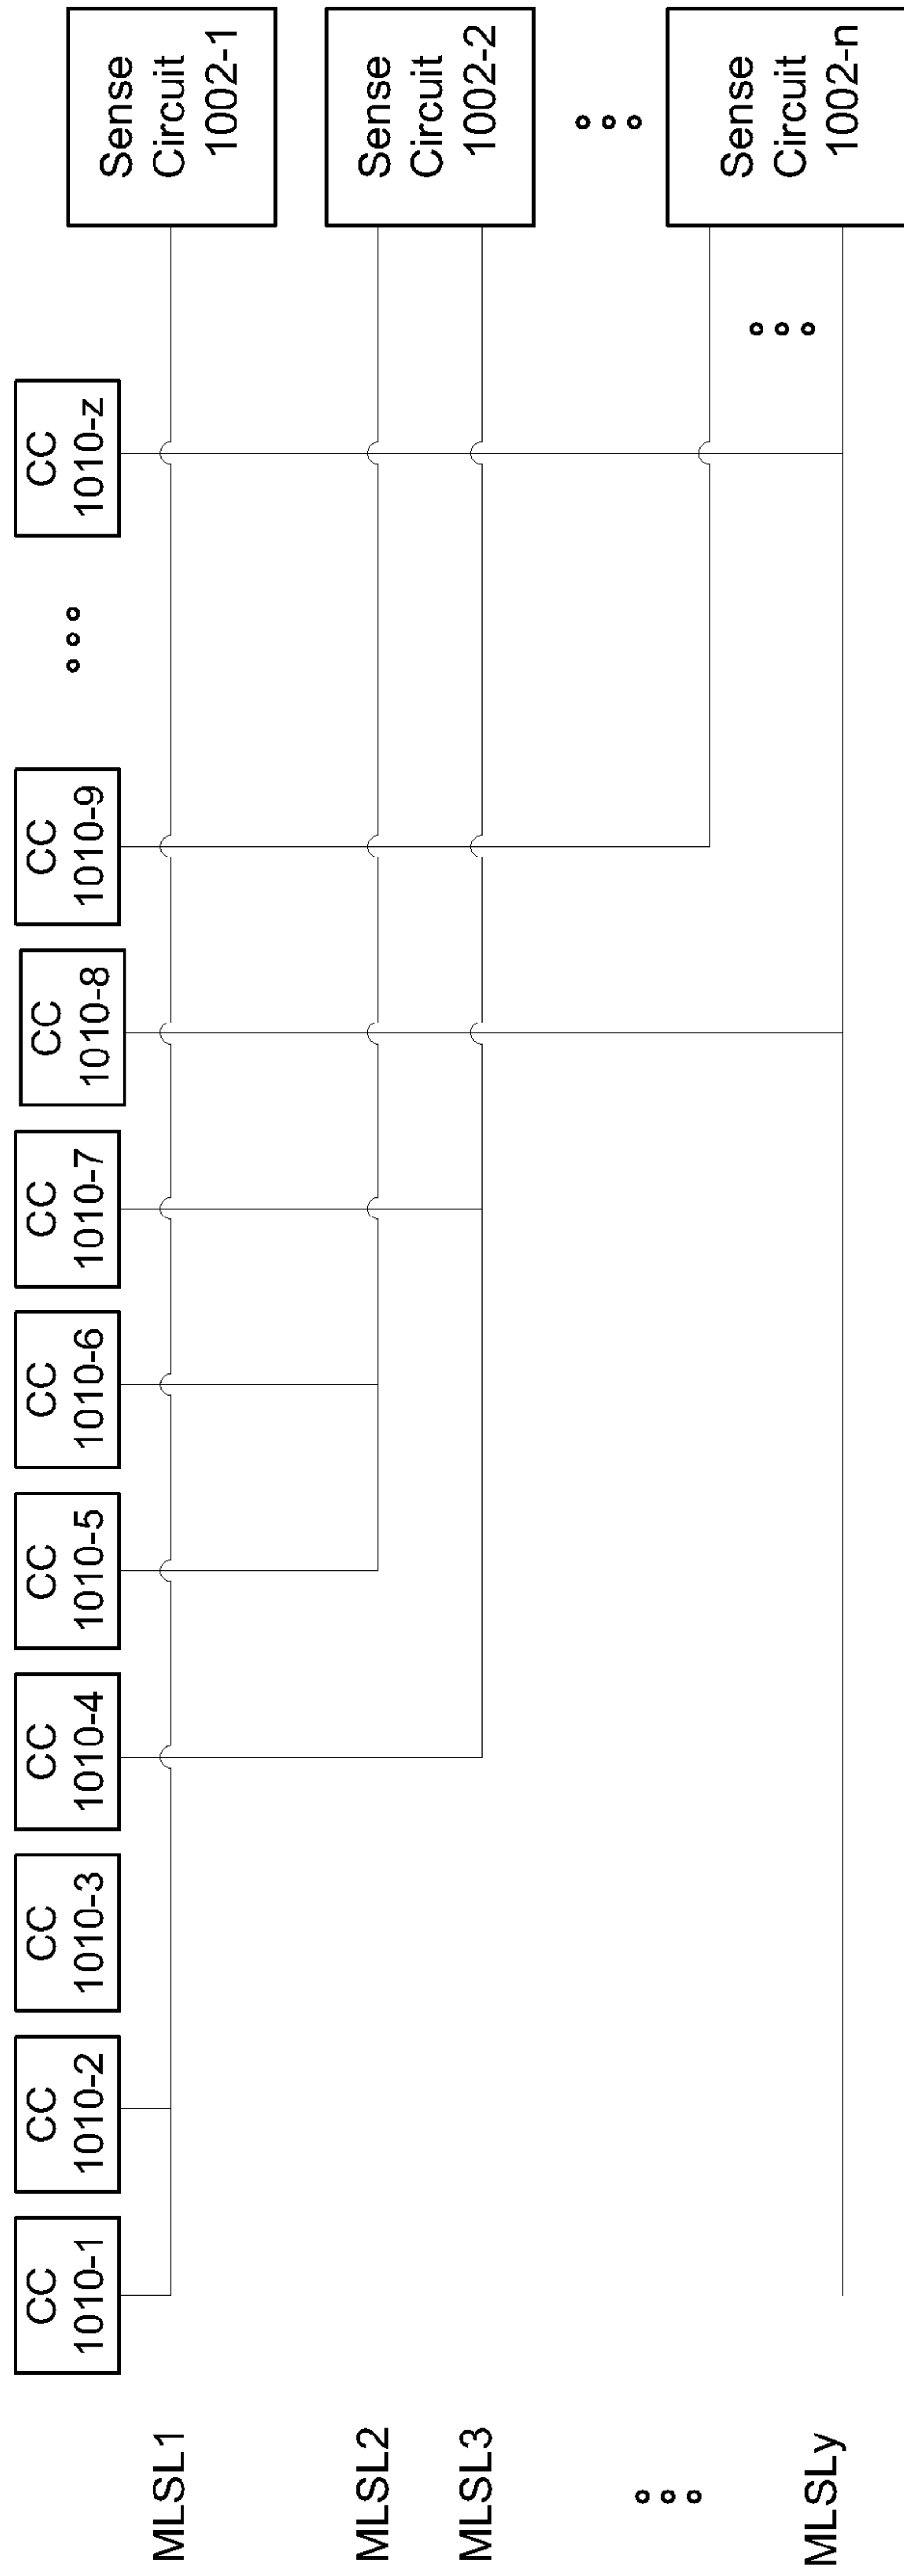 CC
1010-1
CC
1010-2
CC
1010-3
CC
1010-4
CC
1010-5
CC
1010-6
CC
1010-7
CC
1010-8
CC
1010-9
CC
1010-z
MLSL1
MLSL2
MLSL3
MLSLy
Sense
Circuit
1002-1
Sense
Circuit
1002-2
Sense
Circuit
1002-n